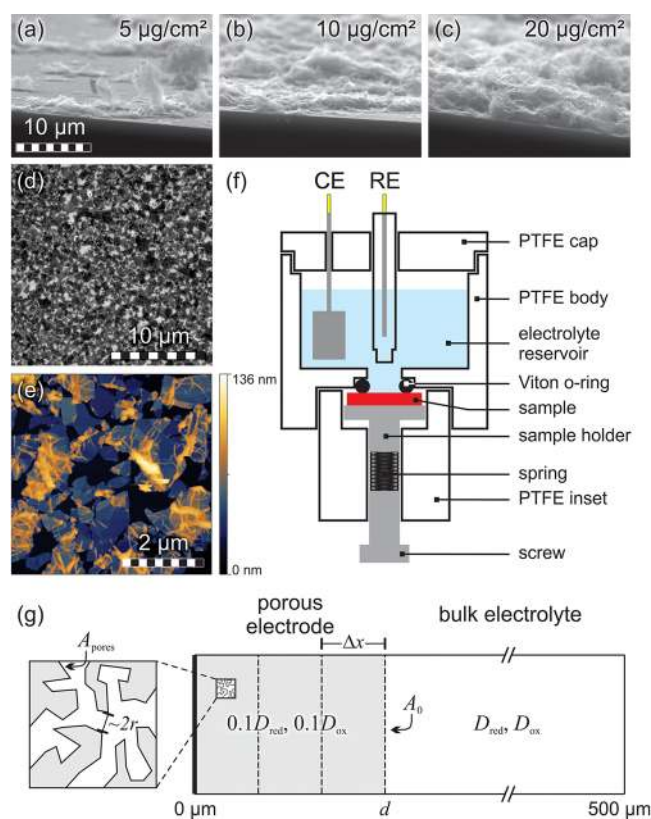 (a) 5 µg/cm²
(b) 10 µg/cm²
(c) 20 µg/cm²
10 µm
(d)
10 µm
(e)
136 nm
2 µm
0 nm
(f)
CE
RE
PTFE cap
PTFE body
electrolyte
reservoir
Viton o-ring
sample
sample holder
spring
PTFE inset
screw
(g)
porous
electrode
bulk electrolyte
A_pores
Δx
~2r
0.1D_red, 0.1D_ox
A_0
D_red, D_ox
0 µm
d
500 µm